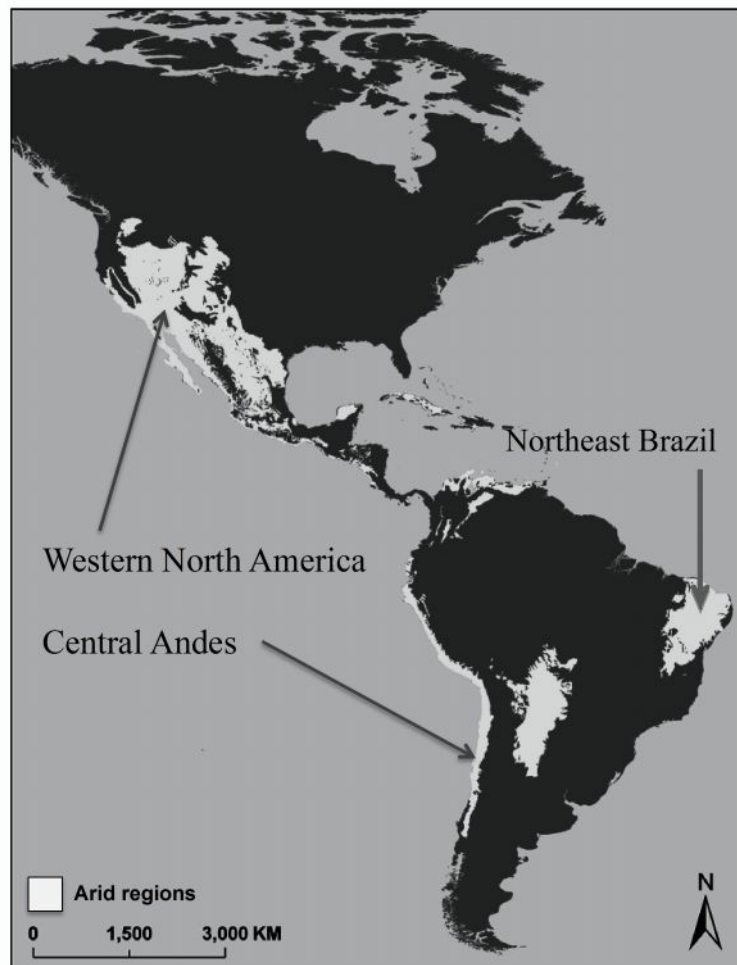 Northeast Brazil
Western North America
Central Andes
Arid regions
N
0 1,500 3,000 KM